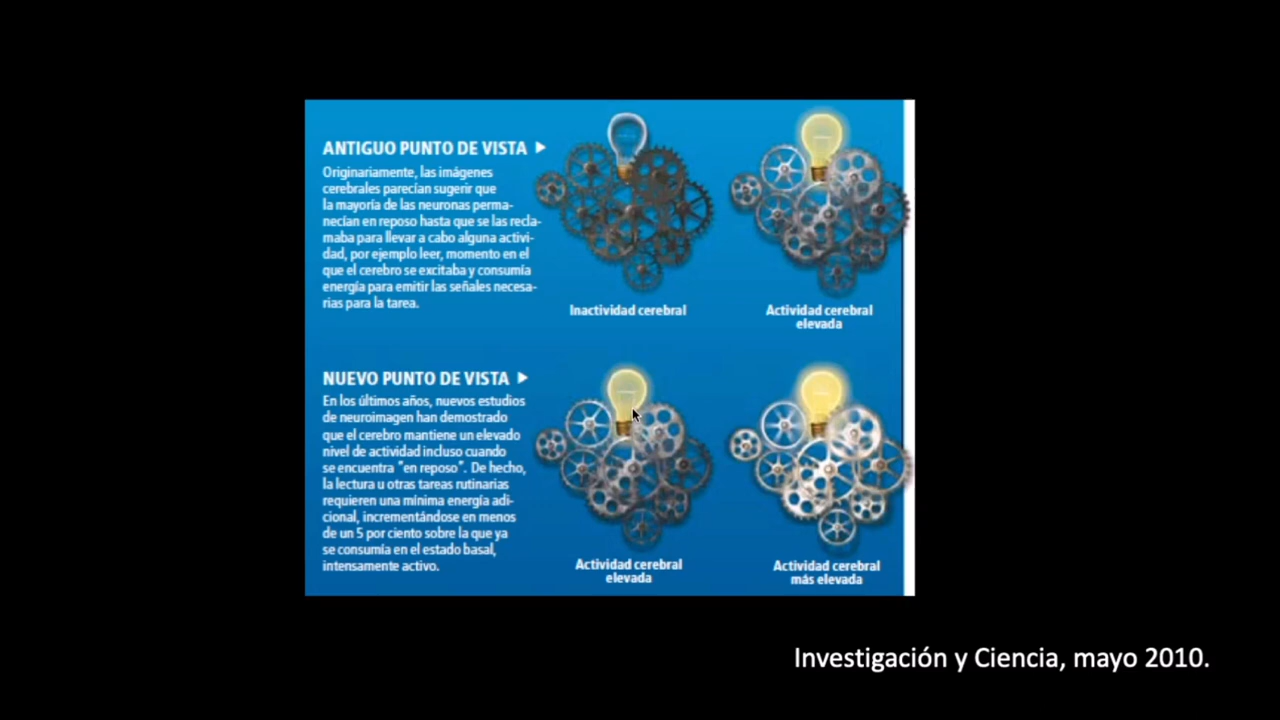 ANTIGUO PUNTO DE VISTA ▶
Originariamente, las imágenes
cerebrales parecían sugerir que
la mayoría de las neuronas perma-
necían en reposo hasta que se las recla-
maba para llevar a cabo alguna activi-
dad, por ejemplo leer, momento en el
que el cerebro se excitaba y consumía
energía para emitir las señales necesa-
rias para la tarea.
Inactividad cerebral
Actividad cerebral
elevada
NUEVO PUNTO DE VISTA ▶
En los últimos años, nuevos estudios
de neuroimagen han demostrado
que el cerebro mantiene un elevado
nivel de actividad incluso cuando
se encuentra "en reposo". De hecho,
la lectura u otras tareas rutinarias
requieren una mínima energía adi-
cional, incrementándose en menos
de un 5 por ciento sobre la que ya
se consumía en el estado basal,
intensamente activo.
Actividad cerebral
elevada
Actividad cerebral
más elevada
Investigación y Ciencia, mayo 2010.